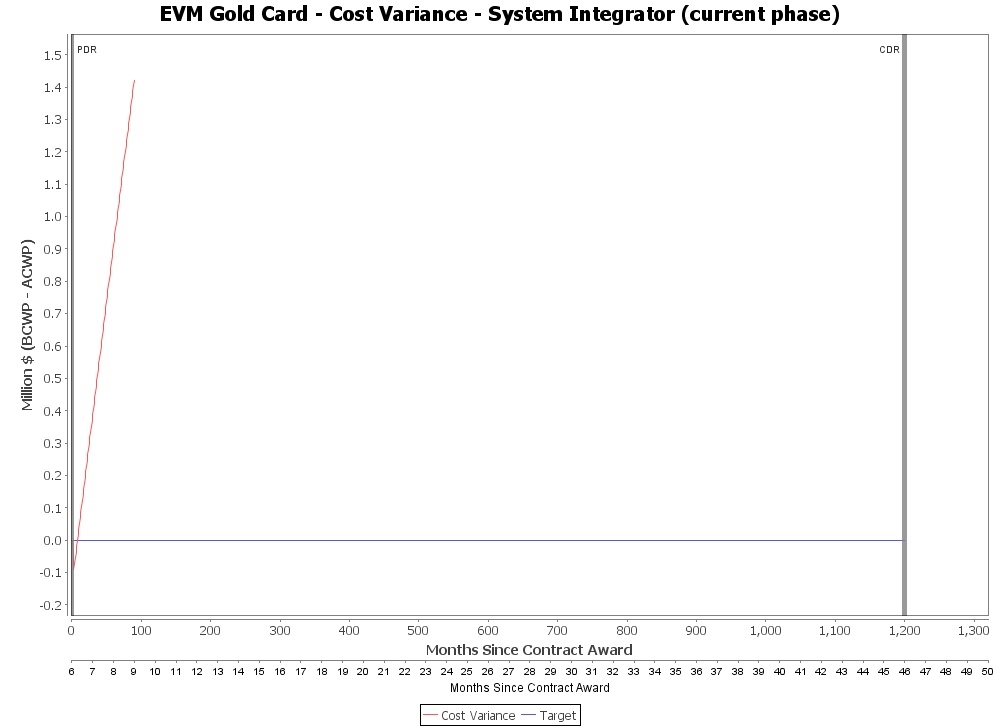 EVM Gold Card - Cost Variance - System Integrator (current phase)
PDR CDR
Million $ (BCWP - ACWP)
1.5
1.4
1.3
1.2
1.1
1.0
0.9
0.8
0.7
0.6
0.5
0.4
0.3
0.2
0.1
0.0
-0.1
-0.2
0 100 200 300 400 500 600 700 800 900 1,000 1,100 1,200 1,300
Months Since Contract Award
6 7 8 9 10 11 12 13 14 15 16 17 18 19 20 21 22 23 24 25 26 27 28 29 30 31 32 33 34 35 36 37 38 39 40 41 42 43 44 45 46 47 48 49 50
Months Since Contract Award
Cost Variance Target